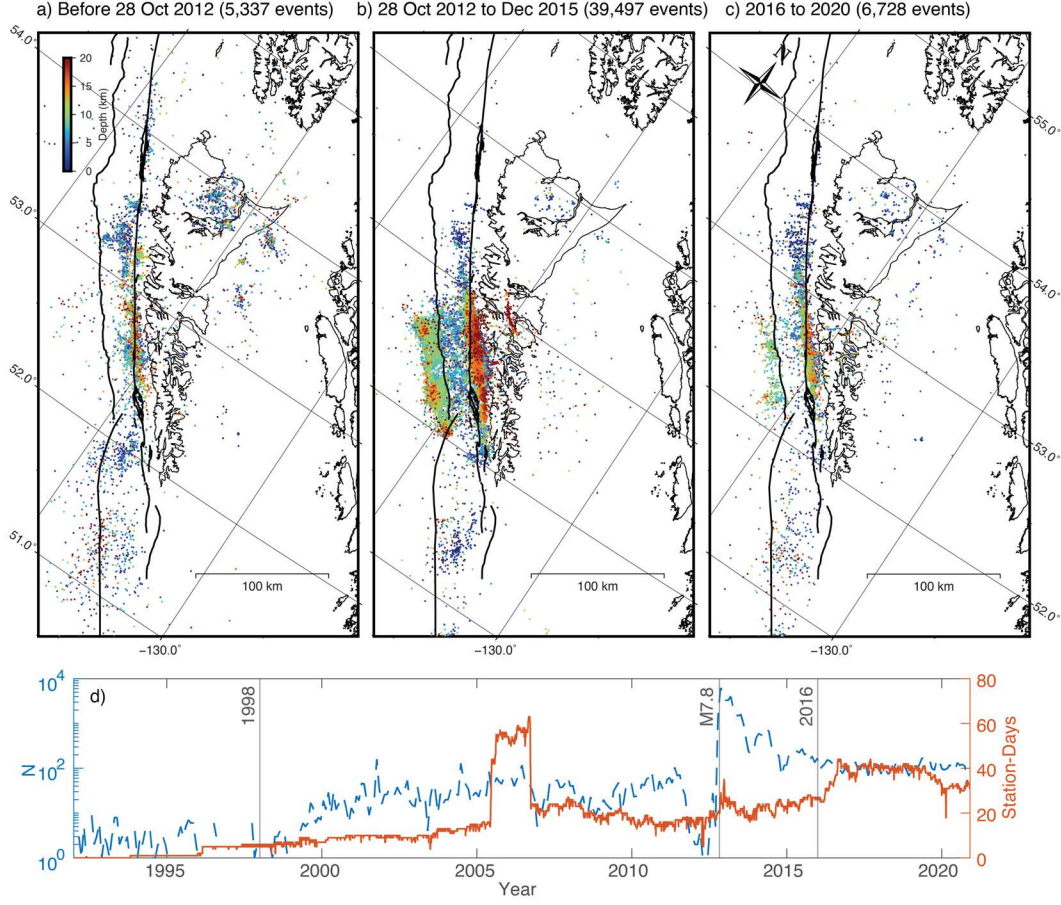 a) Before 28 Oct 2012 (5,337 events)
b) 28 Oct 2012 to Dec 2015 (39,497 events)
c) 2016 to 2020 (6,728 events)
54.0°
53.0°
52.0°
51.0°
20
15
10
5
0
Depth (km)
N
55.0°
54.0°
53.0°
52.0°
100 km
100 km
100 km
−130.0°
−130.0°
−130.0°
d)
10⁴
10²
10⁰
N
1998
M7.8
2016
80
60
40
20
0
Station-Days
1995
2000
2005
2010
2015
2020
Year